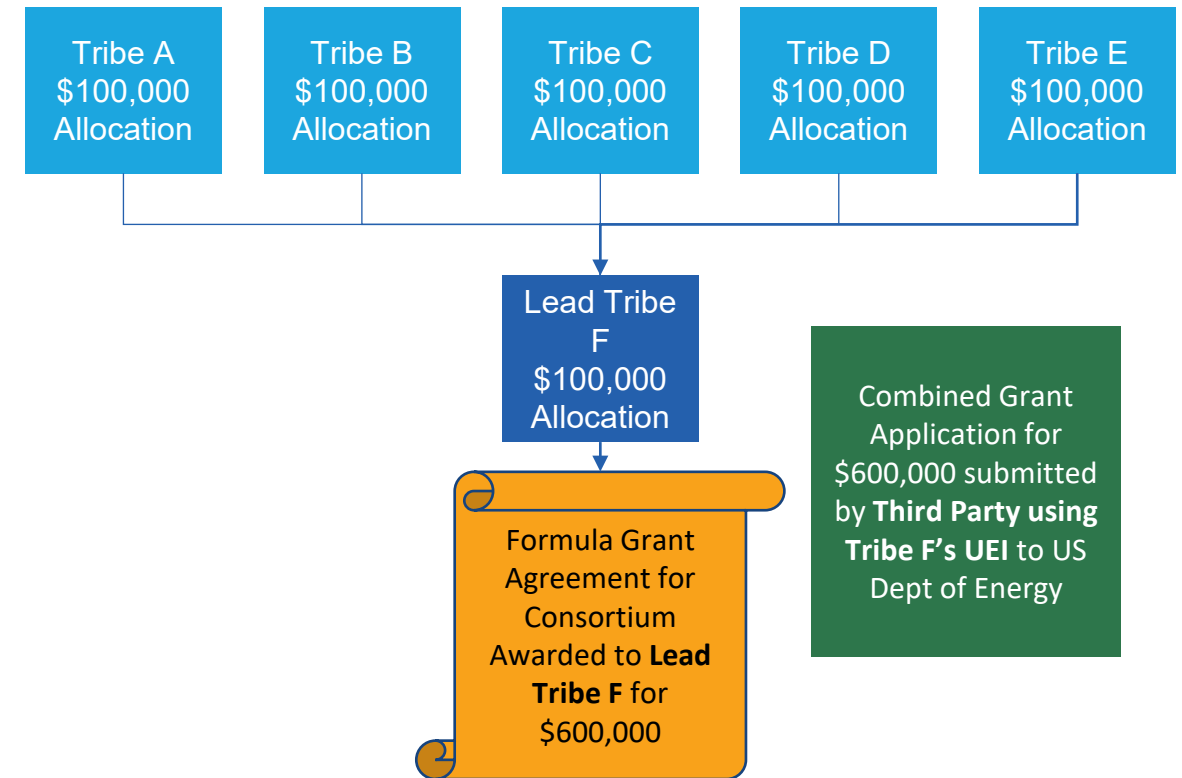 Tribe A
$100,000
Allocation
Tribe B
$100,000
Allocation
Tribe C
$100,000
Allocation
Tribe D
$100,000
Allocation
Tribe E
$100,000
Allocation
Lead Tribe
F
$100,000
Allocation
Combined Grant
Application for
$600,000 submitted
by Third Party using
Tribe F’s UEI to US
Dept of Energy
Formula Grant
Agreement for
Consortium
Awarded to Lead
Tribe F for
$600,000